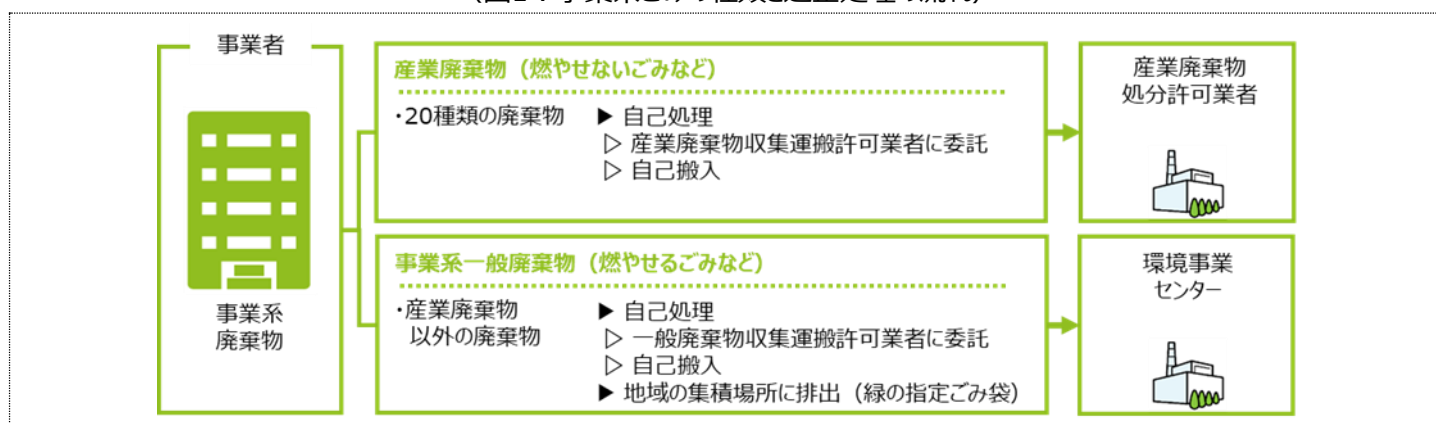 事業者
事業系
廃棄物
産業廃棄物（燃やせないごみなど）
・20種類の廃棄物
▶ 自己処理
▷ 産業廃棄物収集運搬許可業者に委託
▷ 自己搬入
産業廃棄物
処分許可業者
事業系一般廃棄物（燃やせるごみなど）
・産業廃棄物
以外の廃棄物
▶ 自己処理
▷ 一般廃棄物収集運搬許可業者に委託
▷ 自己搬入
▶ 地域の集積場所に排出（緑の指定ごみ袋）
環境事業
センター